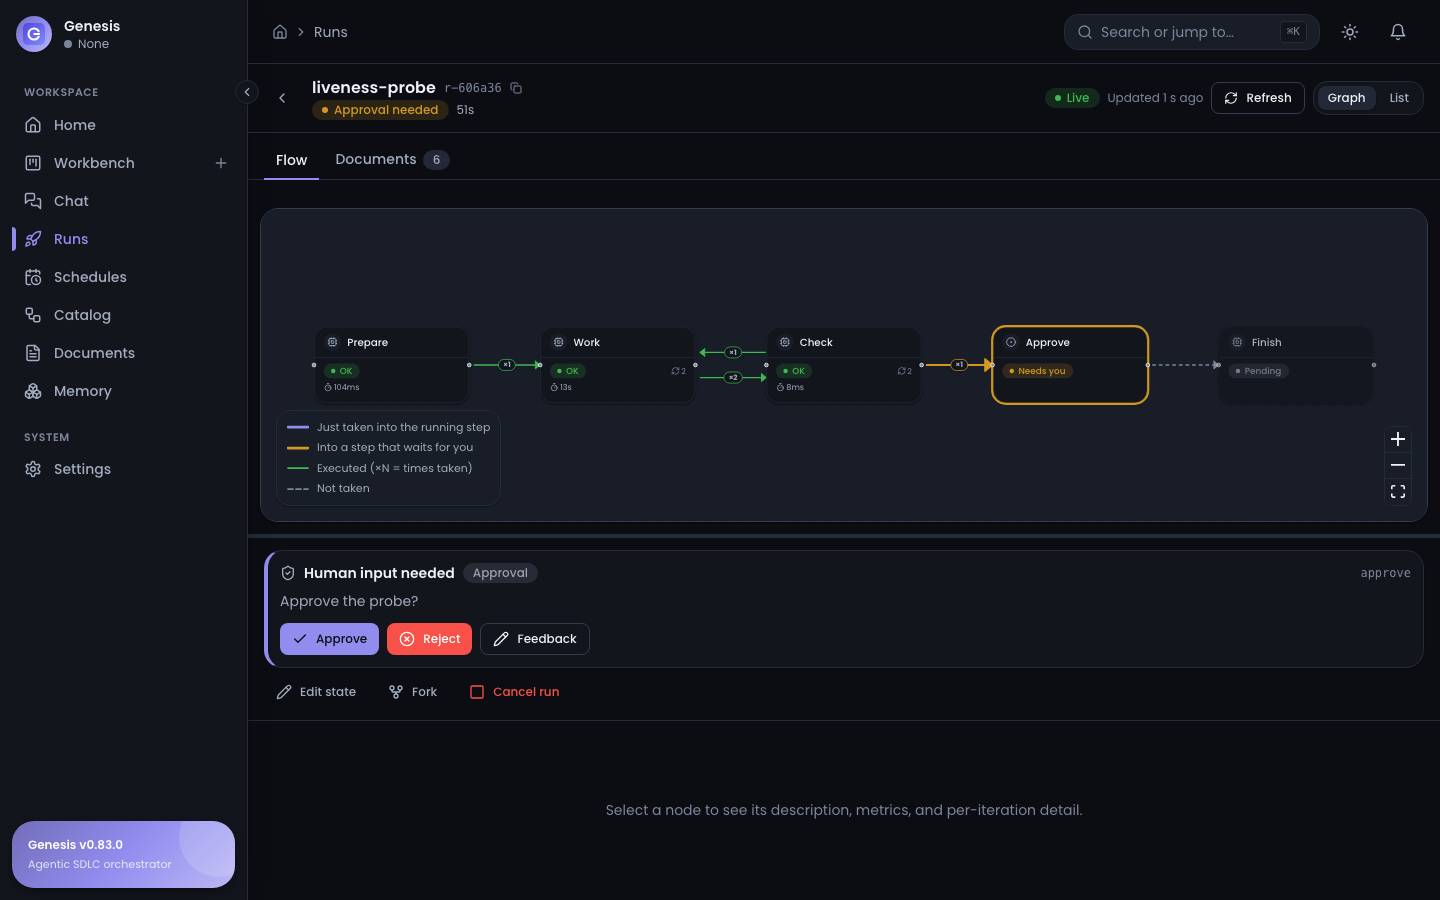 Genesis
None
WORKSPACE
Home
Workbench
Chat
Runs
Schedules
Catalog
Documents
Memory
SYSTEM
Settings
Genesis v0.83.0
Agentic SDLC orchestrator
Runs
Search or jump to...
⌘K
liveness-probe r-606a36
Approval needed 51s
Live Updated 1 s ago Refresh Graph List
Flow Documents 6
Prepare
OK
104ms
×1
Work
OK 2
13s
×1
×2
Check
OK 2
8ms
×1
Approve
Needs you
Finish
Pending
Just taken into the running step
Into a step that waits for you
Executed (×N = times taken)
Not taken
Human input needed Approval approve
Approve the probe?
Approve Reject Feedback
Edit state Fork Cancel run
Select a node to see its description, metrics, and per-iteration detail.